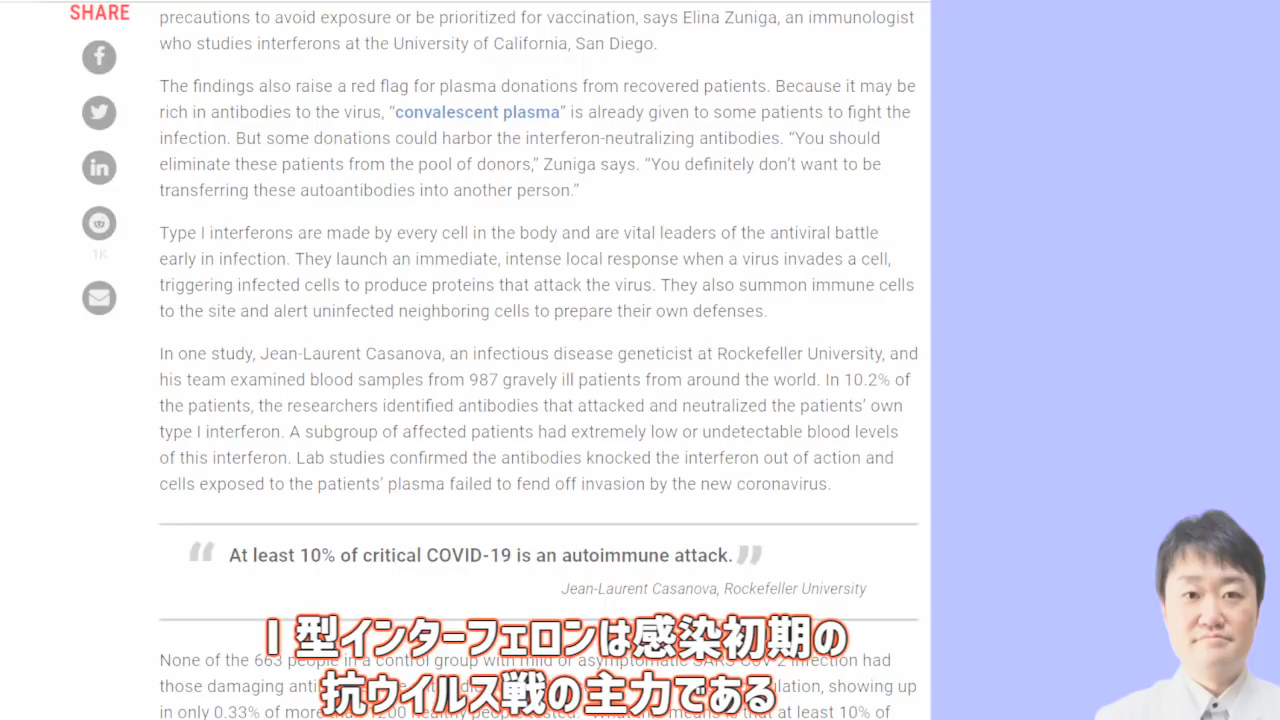 SHARE
precautions to avoid exposure or be prioritized for vaccination, says Elina Zuniga, an immunologist
who studies interferons at the University of California, San Diego.
The findings also raise a red flag for plasma donations from recovered patients. Because it may be
rich in antibodies to the virus, “convalescent plasma” is already given to some patients to fight the
infection. But some donations could harbor the interferon-neutralizing antibodies. “You should
eliminate these patients from the pool of donors,” Zuniga says. “You definitely don’t want to be
transferring these autoantibodies into another person.”
1K
Type I interferons are made by every cell in the body and are vital leaders of the antiviral battle
early in infection. They launch an immediate, intense local response when a virus invades a cell,
triggering infected cells to produce proteins that attack the virus. They also summon immune cells
to the site and alert uninfected neighboring cells to prepare their own defenses.
In one study, Jean-Laurent Casanova, an infectious disease geneticist at Rockefeller University, and
his team examined blood samples from 987 gravely ill patients from around the world. In 10.2% of
the patients, the researchers identified antibodies that attacked and neutralized the patients’ own
type I interferon. A subgroup of affected patients had extremely low or undetectable blood levels
of this interferon. Lab studies confirmed the antibodies knocked the interferon out of action and
cells exposed to the patients’ plasma failed to fend off invasion by the new coronavirus.
“ At least 10% of critical COVID-19 is an autoimmune attack. ”
Jean-Laurent Casanova, Rockefeller University
None of the 663 people in a control group with mild or asymptomatic SARS-CoV-2 infection had
those damaging anti ulation, showing up
in only 0.33% of more 1200 healthy people tested. that at least 10% of
Ⅰ型インターフェロンは感染初期の
抗ウイルス戦の主力である